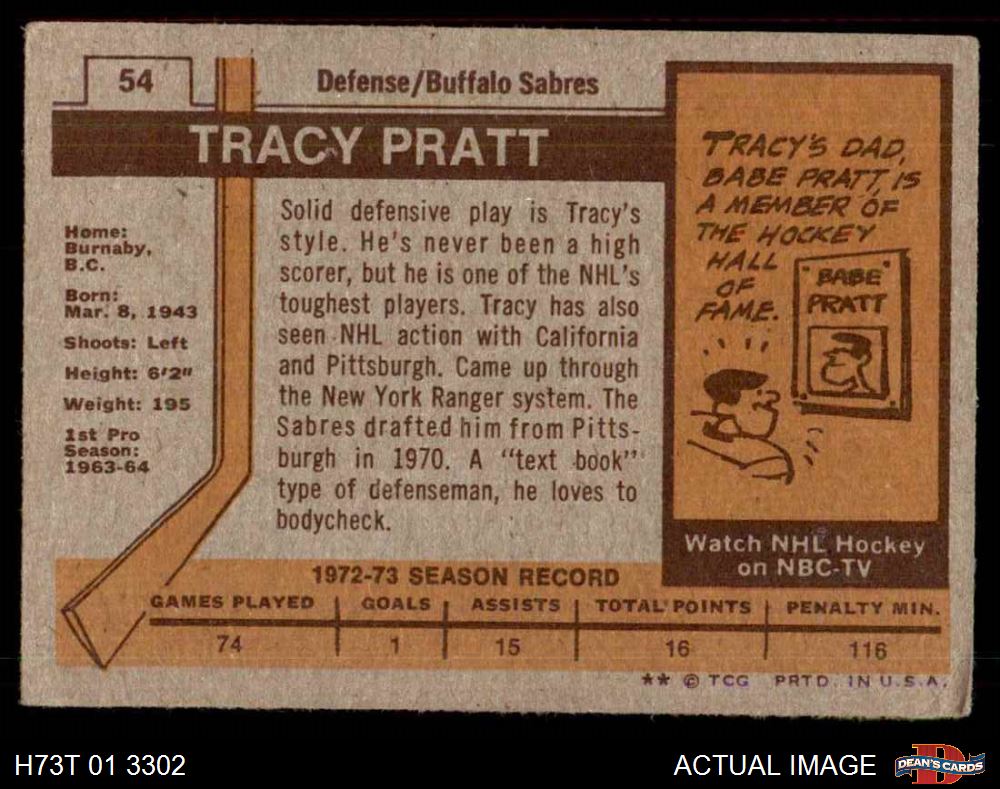 54
Defense/Buffalo Sabres
TRACY PRATT
Home:
Burnaby,
B.C.
Born:
Mar. 8, 1943
Shoots: Left
Height: 6'2"
Weight: 195
1st Pro
Season:
1963-64
Solid defensive play is Tracy's
style. He's never been a high
scorer, but he is one of the NHL's
toughest players. Tracy has also
seen NHL action with California
and Pittsburgh. Came up through
the New York Ranger system. The
Sabres drafted him from Pitts-
burgh in 1970. A "text book"
type of defenseman, he loves to
bodycheck.
TRACY'S DAD,
BABE PRATT, IS
A MEMBER OF
THE HOCKEY
HALL
OF
FAME.
BABE
PRATT
Watch NHL Hockey
on NBC-TV
1972-73 SEASON RECORD
GAMES PLAYED GOALS ASSISTS TOTAL POINTS PENALTY MIN.
74 1 15 16 116
** © TCG PRTD. IN U.S.A.
H73T 01 3302
ACTUAL IMAGE
D
DEAN'S CARDS